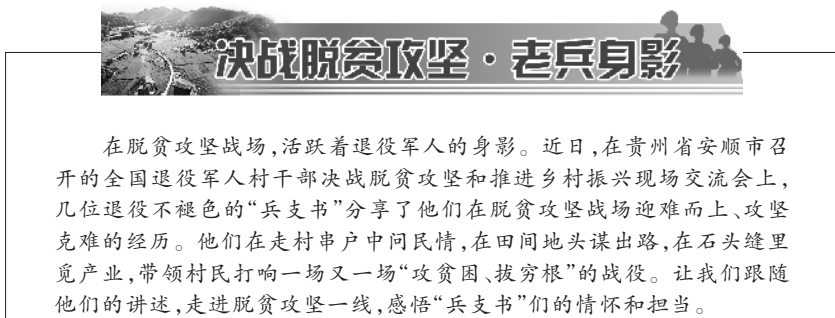 决战脱贫攻坚·老兵身影
在脱贫攻坚战场，活跃着退役军人的身影。近日，在贵州省安顺市召
开的全国退役军人村干部决战脱贫攻坚和推进乡村振兴现场交流会上，
几位退役不褪色的“兵支书”分享了他们在脱贫攻坚战场迎难而上、攻坚
克难的经历。他们在走村串户中问民情，在田间地头谋出路，在石头缝里
觅产业，带领村民打响一场又一场“攻贫困、拔穷根”的战役。让我们跟随
他们的讲述，走进脱贫攻坚一线，感悟“兵支书”们的情怀和担当。